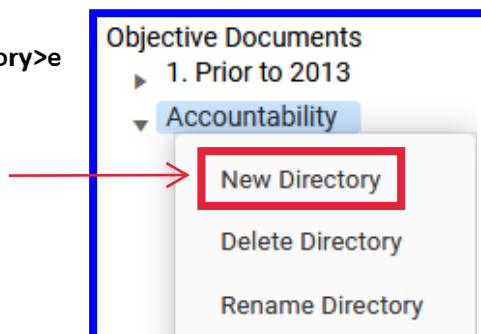 Objective Documents
ory>e
1. Prior to 2013
Accountability
New Directory
Delete Directory
Rename Directory